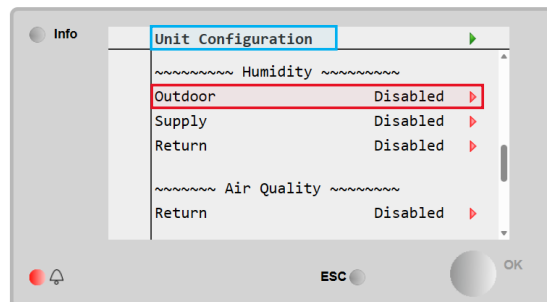 Info
Unit Configuration
~~~~~~~~~ Humidity ~~~~~~~~~
Outdoor Disabled
Supply Disabled
Return Disabled
~~~~~~~ Air Quality ~~~~~~~~
Return Disabled
ESC
OK